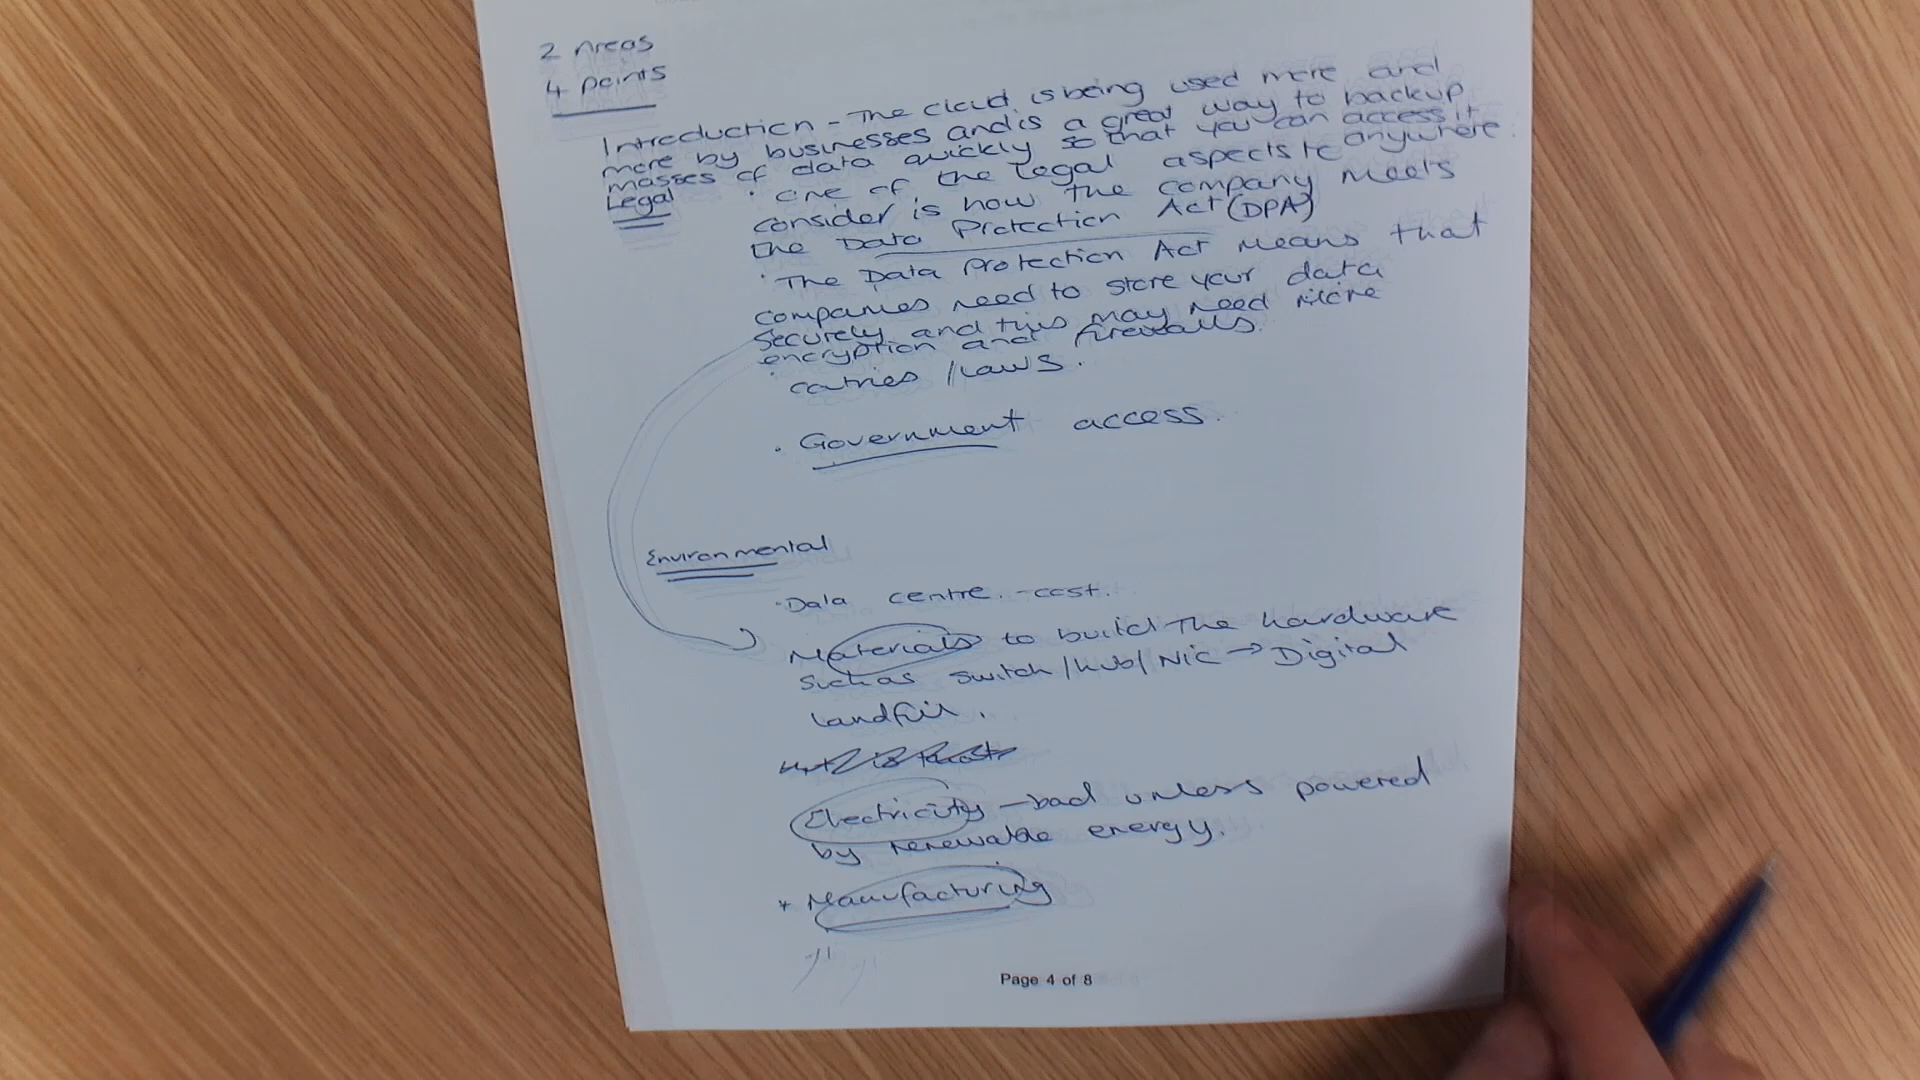 2 Areas
4 points
Introduction - The cloud is being used more and
more by businesses and is a great way to backup
masses of data quickly so that you can access it
anywhere.
Legal
· One of the legal aspects to
consider is how the company meets
the Data Protection Act (DPA)
· The Data Protection Act means that
companies need to store your data
securely and this may need more
encryption and firewalls.
· contries / laws.
· Government access.
Environmental
· Data centre. - cost.
Materials to build the hardware
such as switch / hub / NIC → Digital
landfill.
Electricity - bad unless powered
by renewable energy.
* Manufacturing
Page 4 of 8